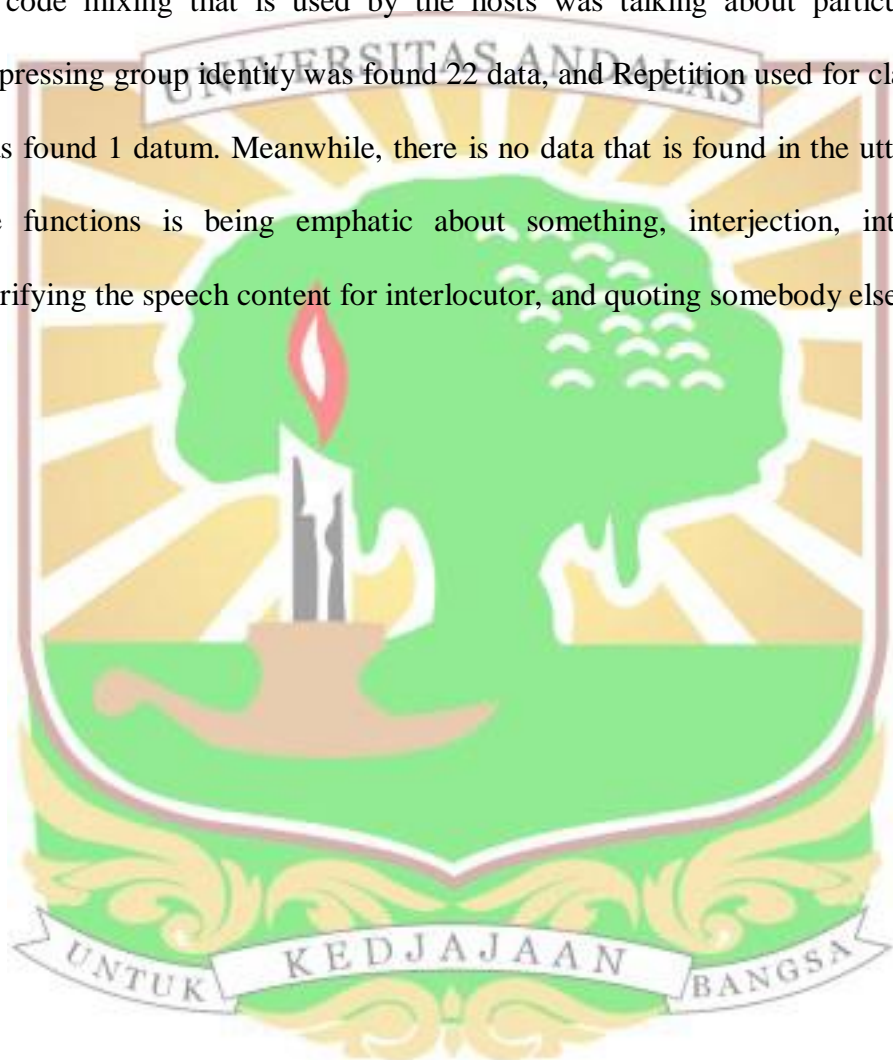 code mixing that is used by the hosts was talking about particu
UNIVERSITAS ANDALAS
pressing group identity was found 22 data, and Repetition used for cla
s found 1 datum. Meanwhile, there is no data that is found in the utt
functions is being emphatic about something, interjection, int
rifying the speech content for interlocutor, and quoting somebody else
UNTUK KEDJAJAAN BANGSA